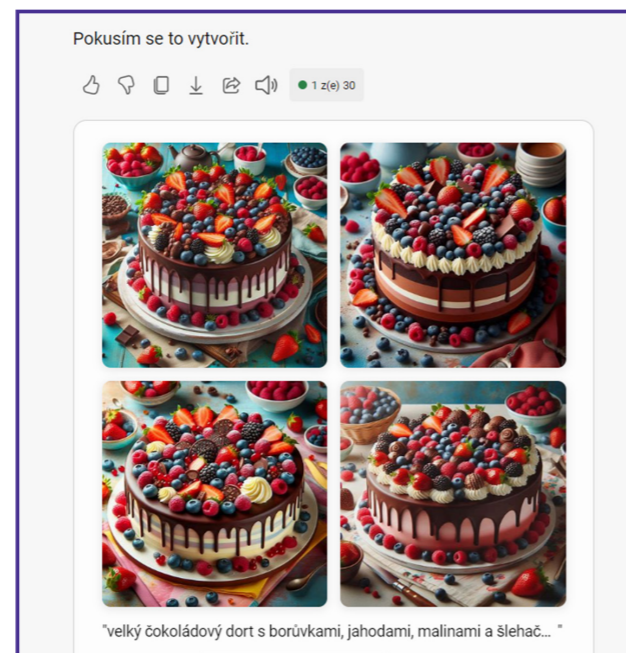 Pokusím se to vytvořit.
1 z(e) 30
"velký čokoládový dort s borůvkami, jahodami, malinami a šlehač... "